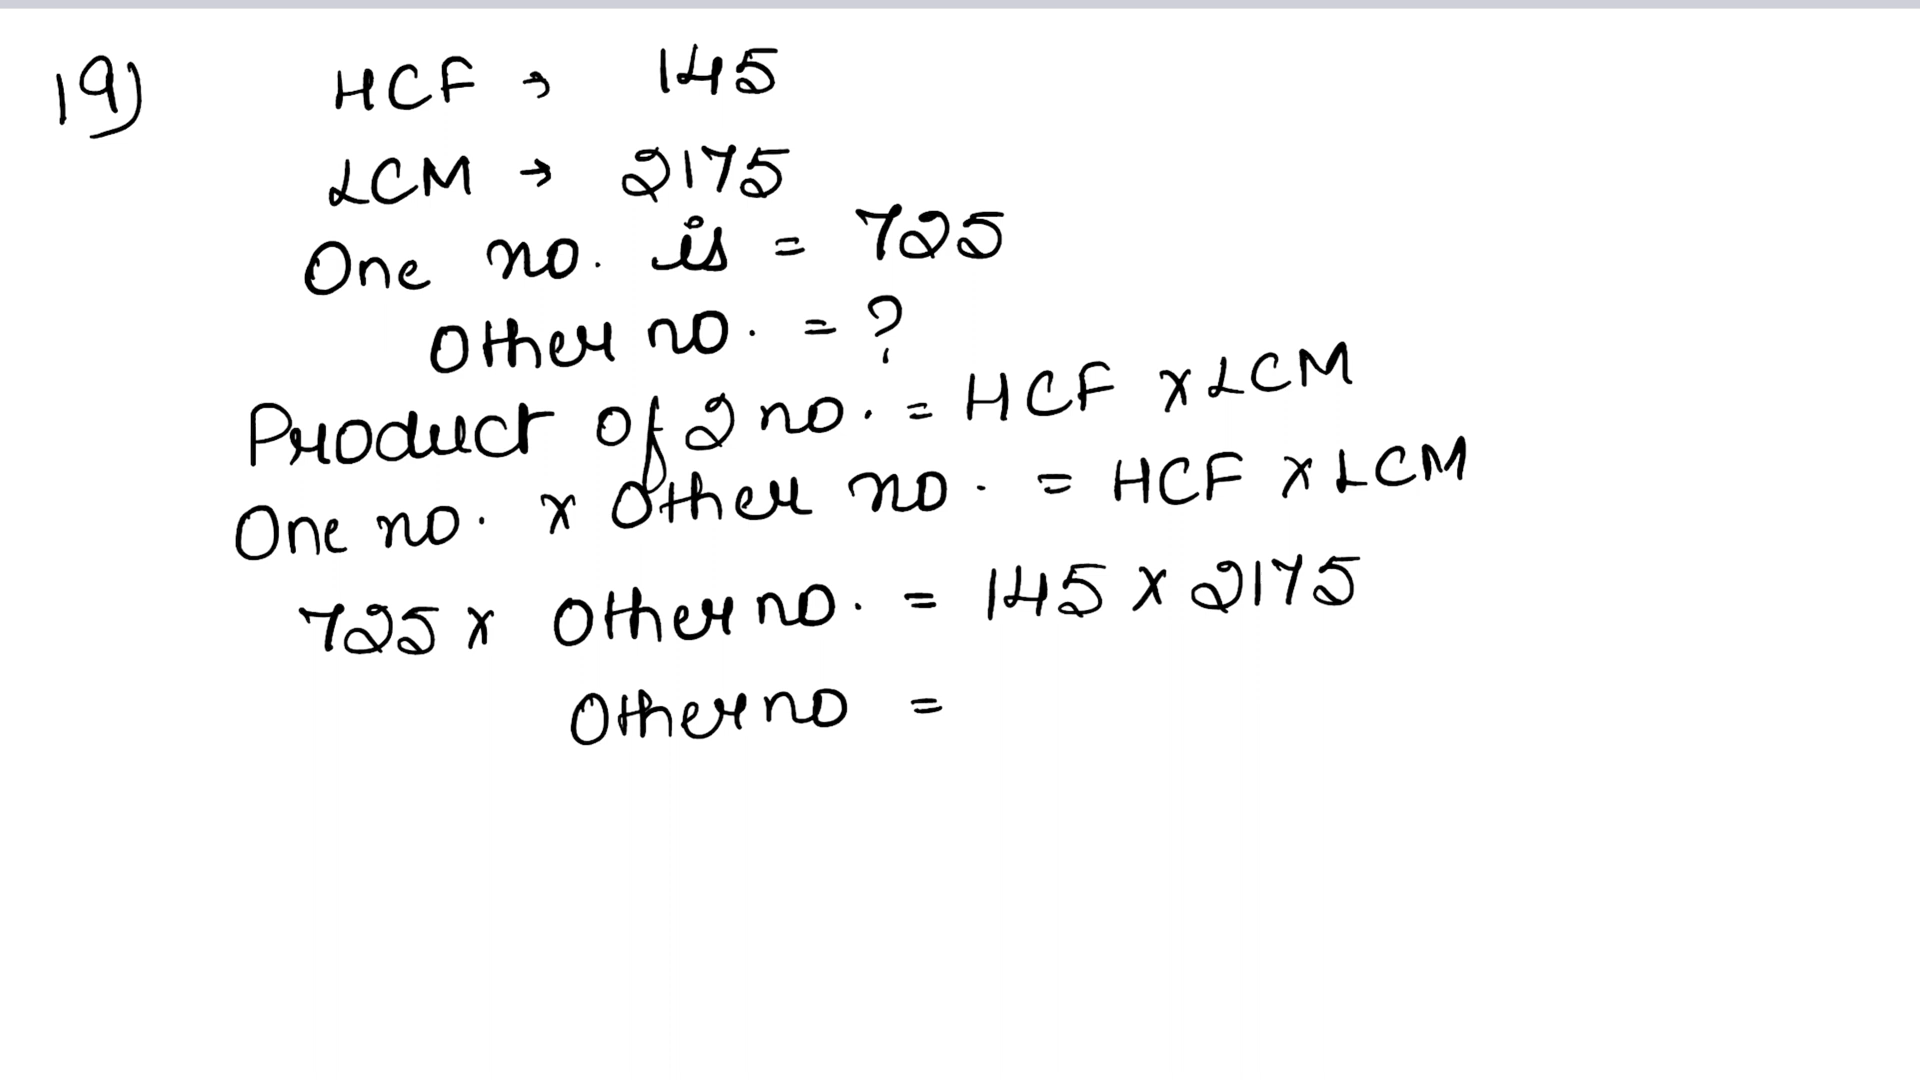 19) HCF → 145
LCM → 2175
One no. is = 725
Other no. = ?
Product of 2 no. = HCF x LCM
One no. x Other no. = HCF x LCM
725 x Other no. = 145 x 2175
Other no =